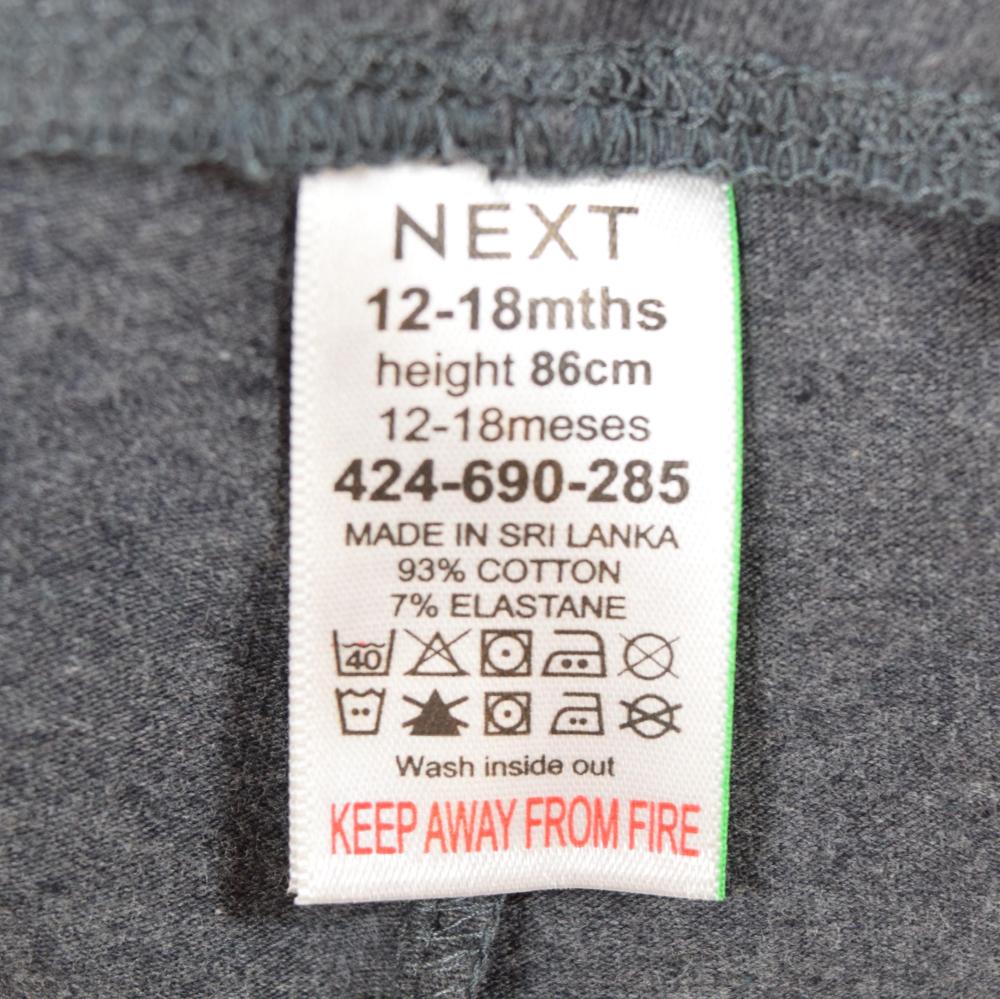 NEXT
12-18mths
height 86cm
12-18meses
424-690-285
MADE IN SRI LANKA
93% COTTON
7% ELASTANE
40
Wash inside out
KEEP AWAY FROM FIRE